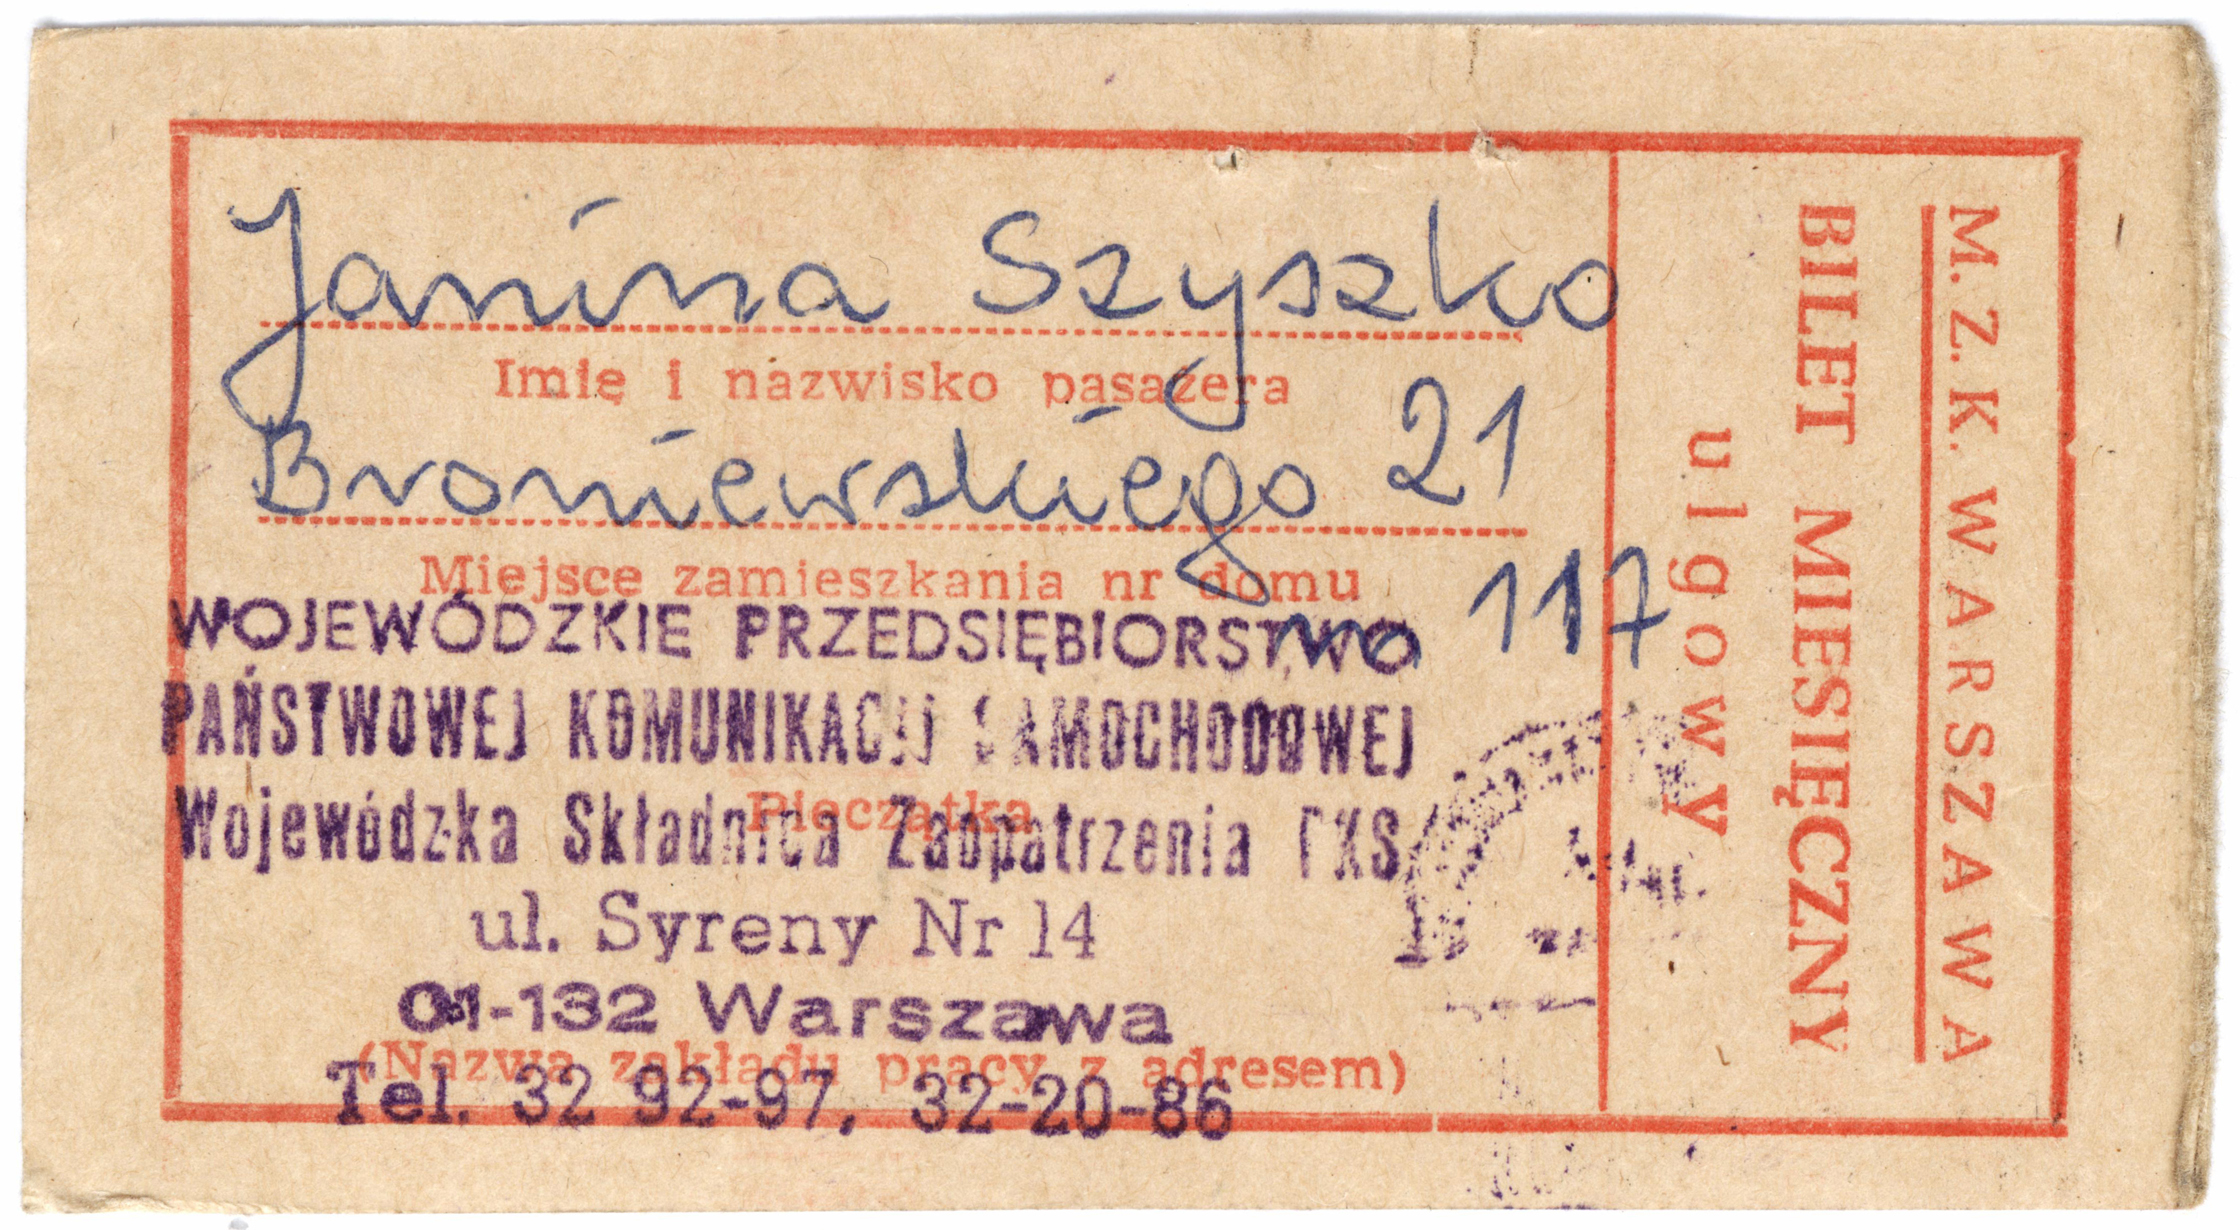 Janina Szyszko
Imię i nazwisko pasażera
Broniewskiego 21
Miejsce zamieszkania nr domu
m 117
WOJEWÓDZKIE PRZEDSIĘBIORSTWO
PAŃSTWOWEJ KOMUNIKACJI SAMOCHODOWEJ
Pieczątka
Wojewódzka Składnica Zaopatrzenia PKS
ul. Syreny Nr 14
01-132 Warszawa
(Nazwa zakładu pracy z adresem)
Tel. 32 92-97, 32-20-86
M. Z. K. WARSZAWA
BILET MIESIĘCZNY
ulgowy